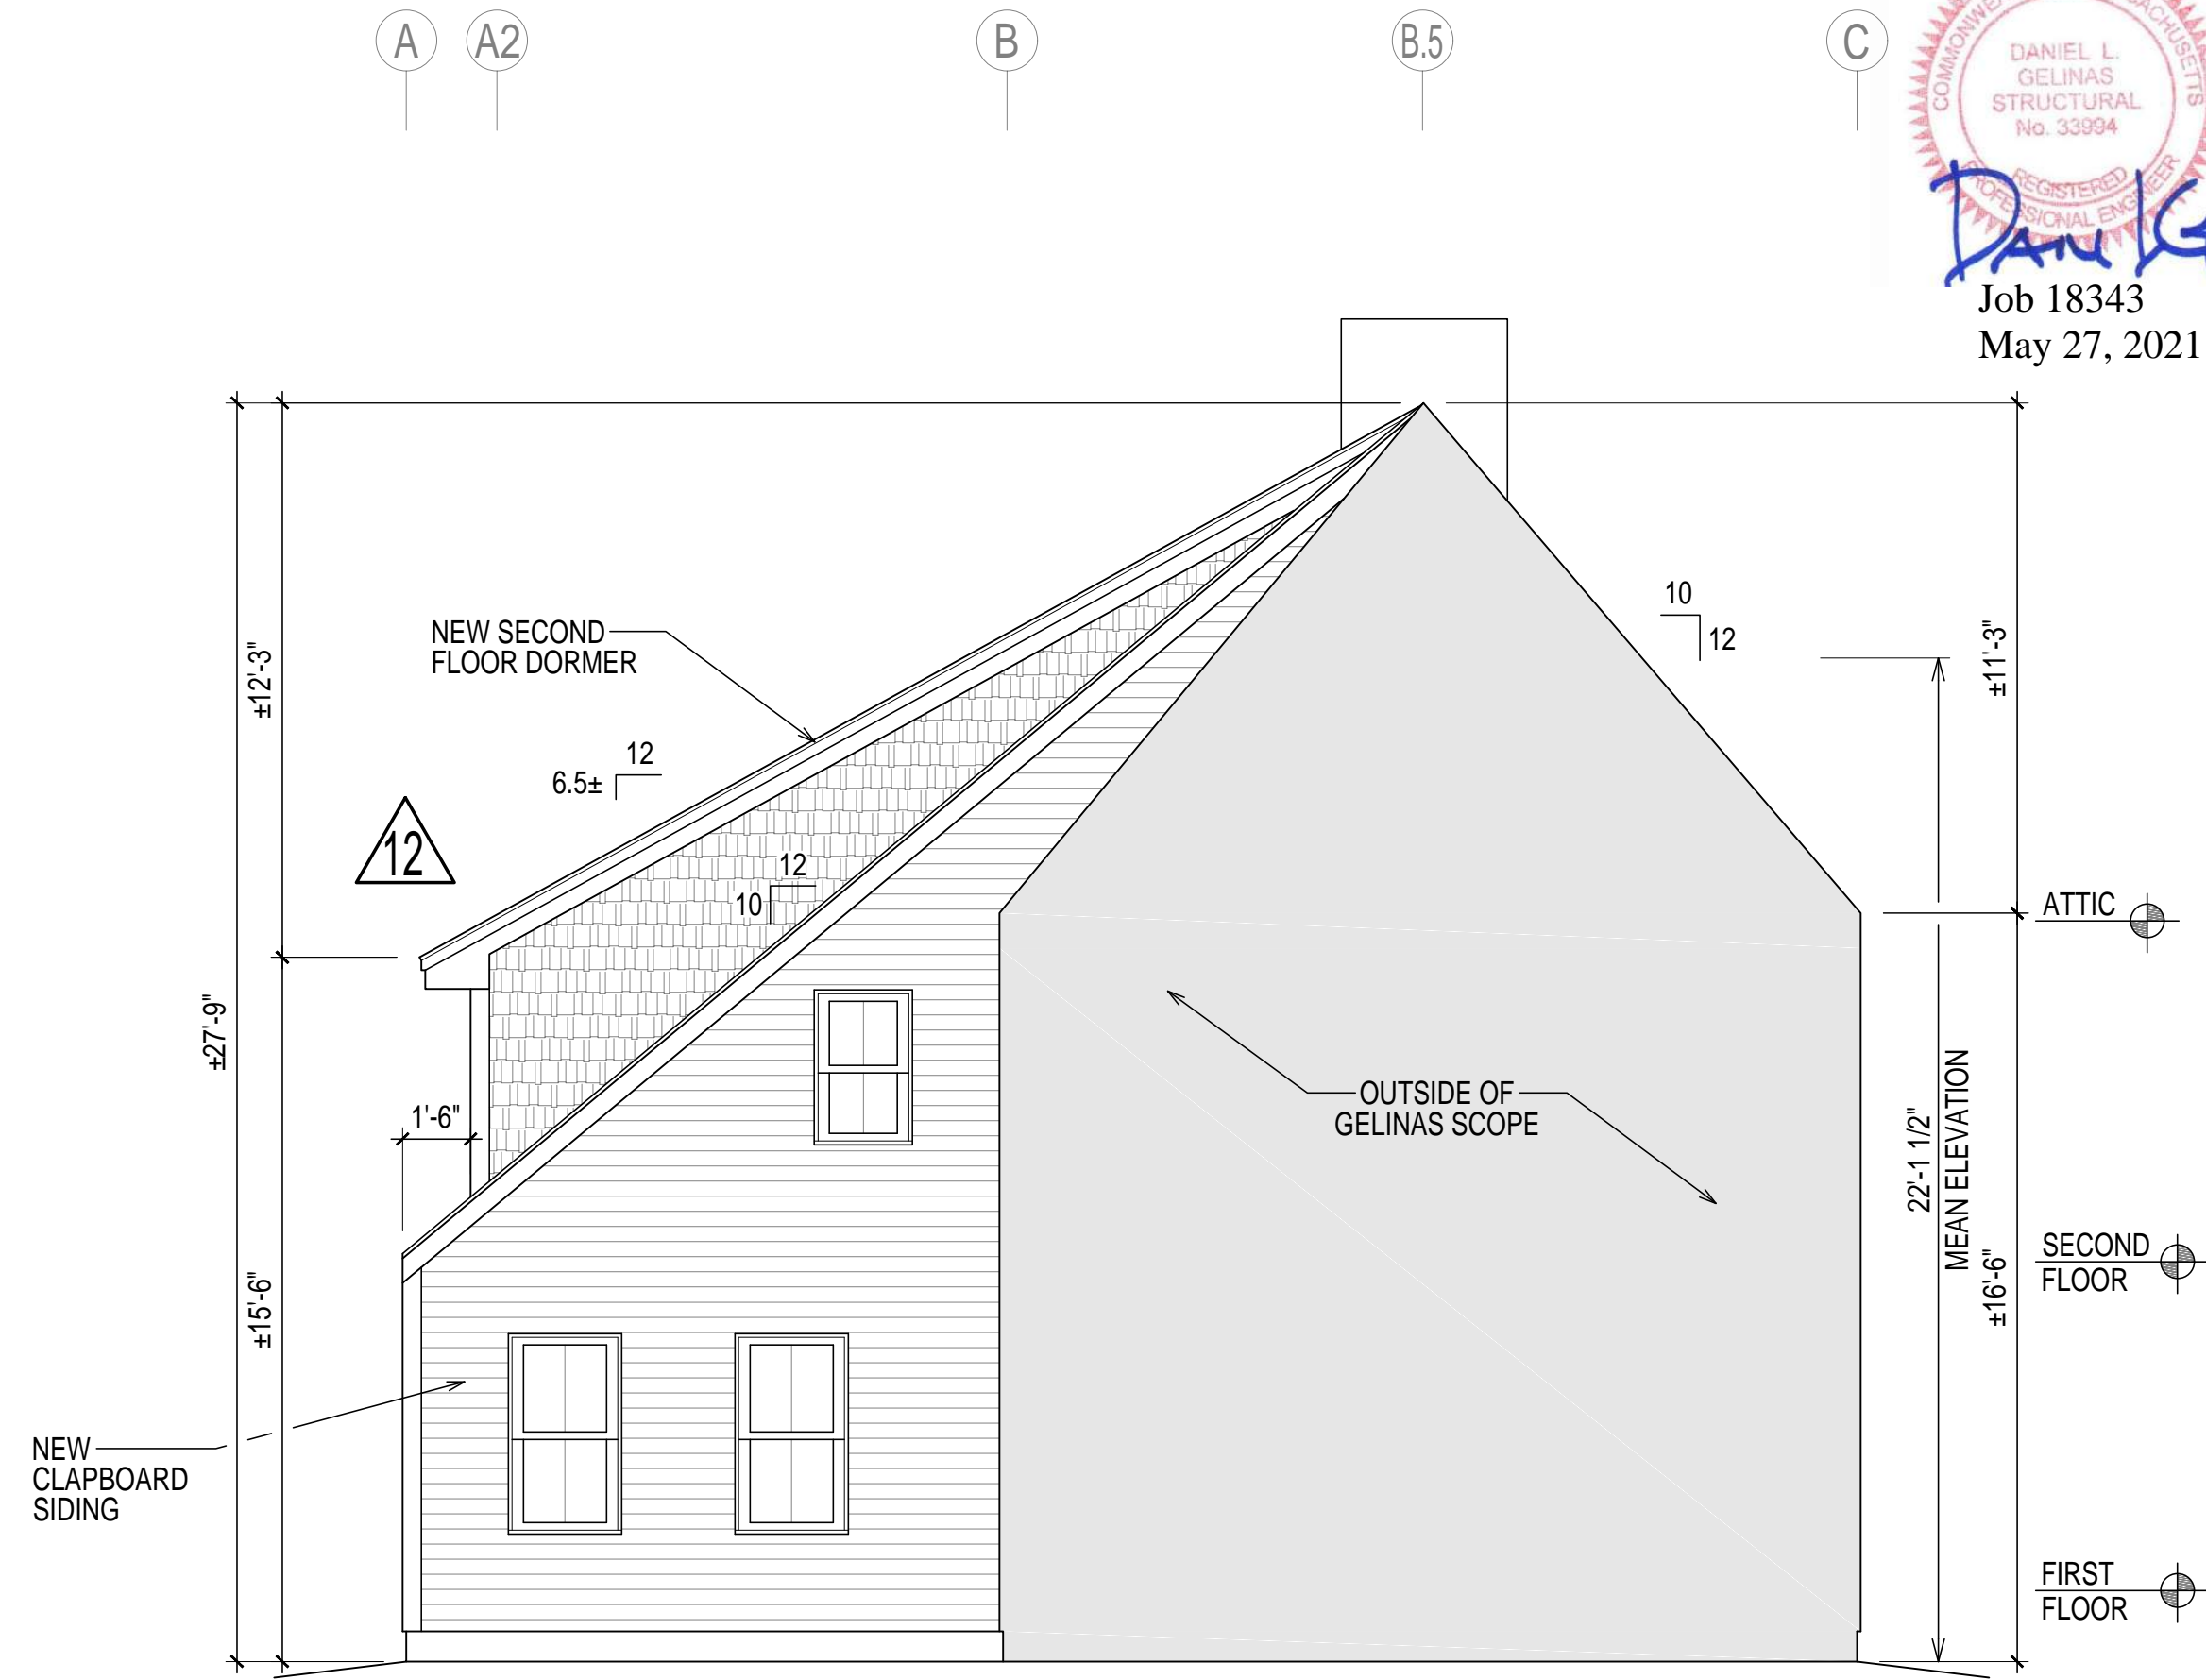 A
A2
B
B.5
C
DANIEL L.
GELINAS
STRUCTURAL
No. 33994
REGISTERED
PROFESSIONAL ENGINEER
Job 18343
May 27, 2021
±12'-3"
±27'-9"
±15'-6"
NEW SECOND
FLOOR DORMER
12
6.5±
12
12
10
1'-6"
10
12
±11'-3"
22'-1 1/2"
MEAN ELEVATION
±16'-6"
OUTSIDE OF
GELINAS SCOPE
NEW
CLAPBOARD
SIDING
ATTIC
SECOND
FLOOR
FIRST
FLOOR